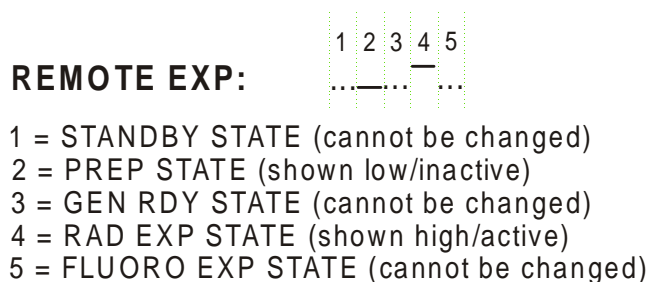 1 2 3 4 5
REMOTE EXP: ... ... ...
1 = STANDBY STATE (cannot be changed)
2 = PREP STATE (shown low/inactive)
3 = GEN RDY STATE (cannot be changed)
4 = RAD EXP STATE (shown high/active)
5 = FLUORO EXP STATE (cannot be changed)